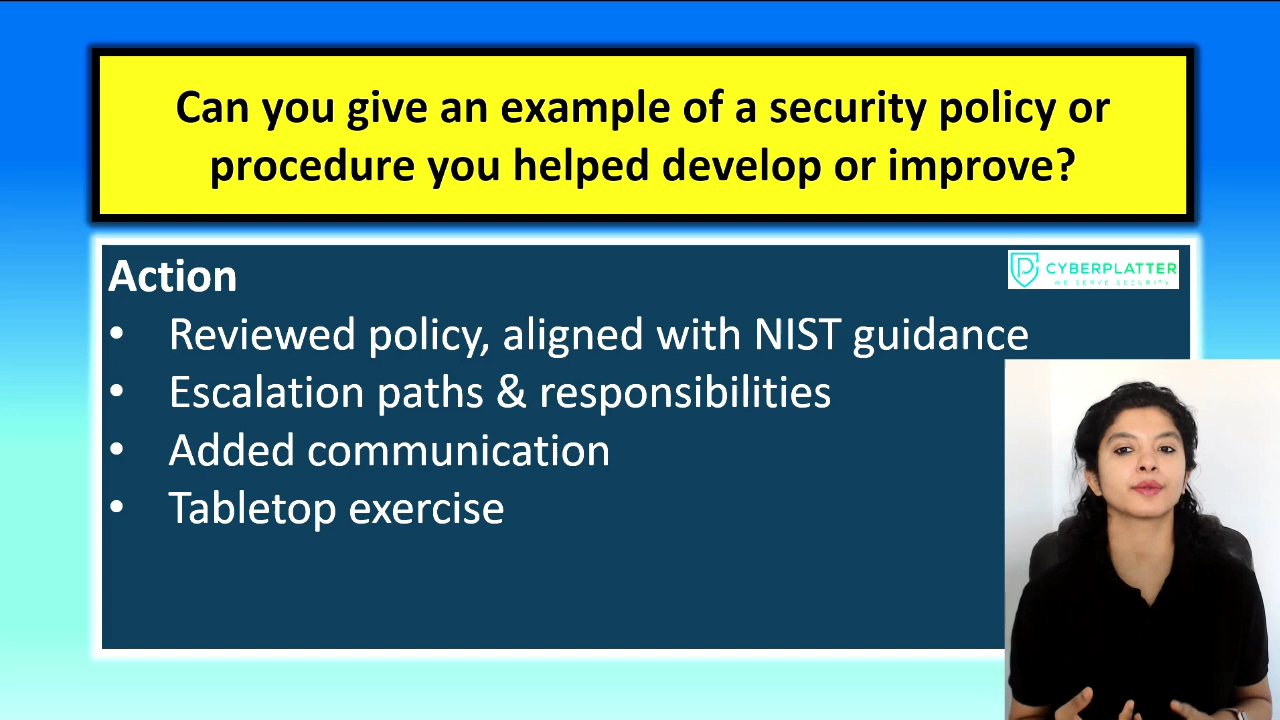 Can you give an example of a security policy or
procedure you helped develop or improve?
Action
CYBERPLATTER
WE SERVE SECURITY
• Reviewed policy, aligned with NIST guidance
• Escalation paths & responsibilities
• Added communication
• Tabletop exercise